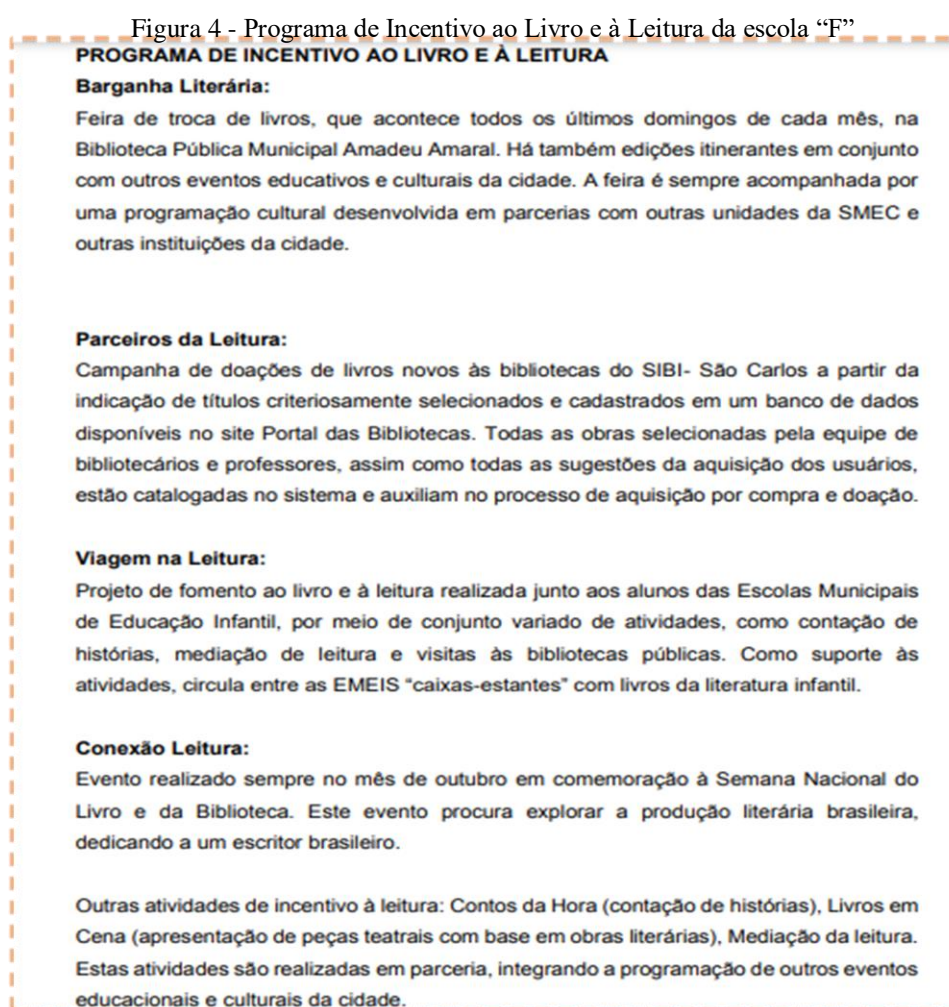 Figura 4 - Programa de Incentivo ao Livro e à Leitura da escola “F”
PROGRAMA DE INCENTIVO AO LIVRO E À LEITURA
Barganha Literária:
Feira de troca de livros, que acontece todos os últimos domingos de cada mês, na
Biblioteca Pública Municipal Amadeu Amaral. Há também edições itinerantes em conjunto
com outros eventos educativos e culturais da cidade. A feira é sempre acompanhada por
uma programação cultural desenvolvida em parcerias com outras unidades da SMEC e
outras instituições da cidade.
Parceiros da Leitura:
Campanha de doações de livros novos às bibliotecas do SIBI- São Carlos a partir da
indicação de títulos criteriosamente selecionados e cadastrados em um banco de dados
disponíveis no site Portal das Bibliotecas. Todas as obras selecionadas pela equipe de
bibliotecários e professores, assim como todas as sugestões da aquisição dos usuários,
estão catalogadas no sistema e auxiliam no processo de aquisição por compra e doação.
Viagem na Leitura:
Projeto de fomento ao livro e à leitura realizada junto aos alunos das Escolas Municipais
de Educação Infantil, por meio de conjunto variado de atividades, como contação de
histórias, mediação de leitura e visitas às bibliotecas públicas. Como suporte às
atividades, circula entre as EMEIS “caixas-estantes” com livros da literatura infantil.
Conexão Leitura:
Evento realizado sempre no mês de outubro em comemoração à Semana Nacional do
Livro e da Biblioteca. Este evento procura explorar a produção literária brasileira,
dedicando a um escritor brasileiro.
Outras atividades de incentivo à leitura: Contos da Hora (contação de histórias), Livros em
Cena (apresentação de peças teatrais com base em obras literárias), Mediação da leitura.
Estas atividades são realizadas em parceria, integrando a programação de outros eventos
educacionais e culturais da cidade.